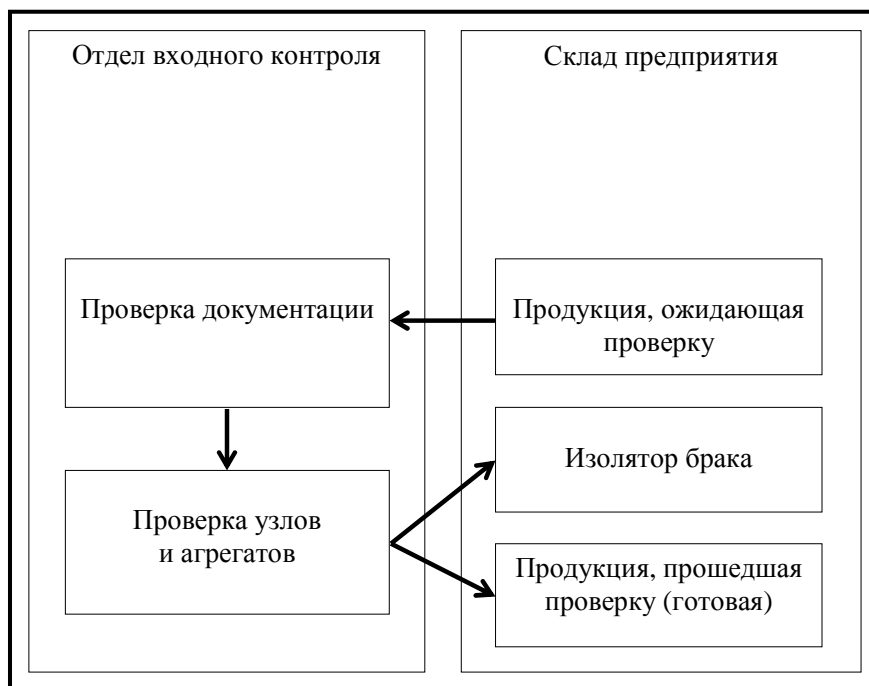 Отдел входного контроля
Склад предприятия
Проверка документации
Продукция, ожидающая
проверку
Изолятор брака
Проверка узлов
и агрегатов
Продукция, прошедшая
проверку (готовая)